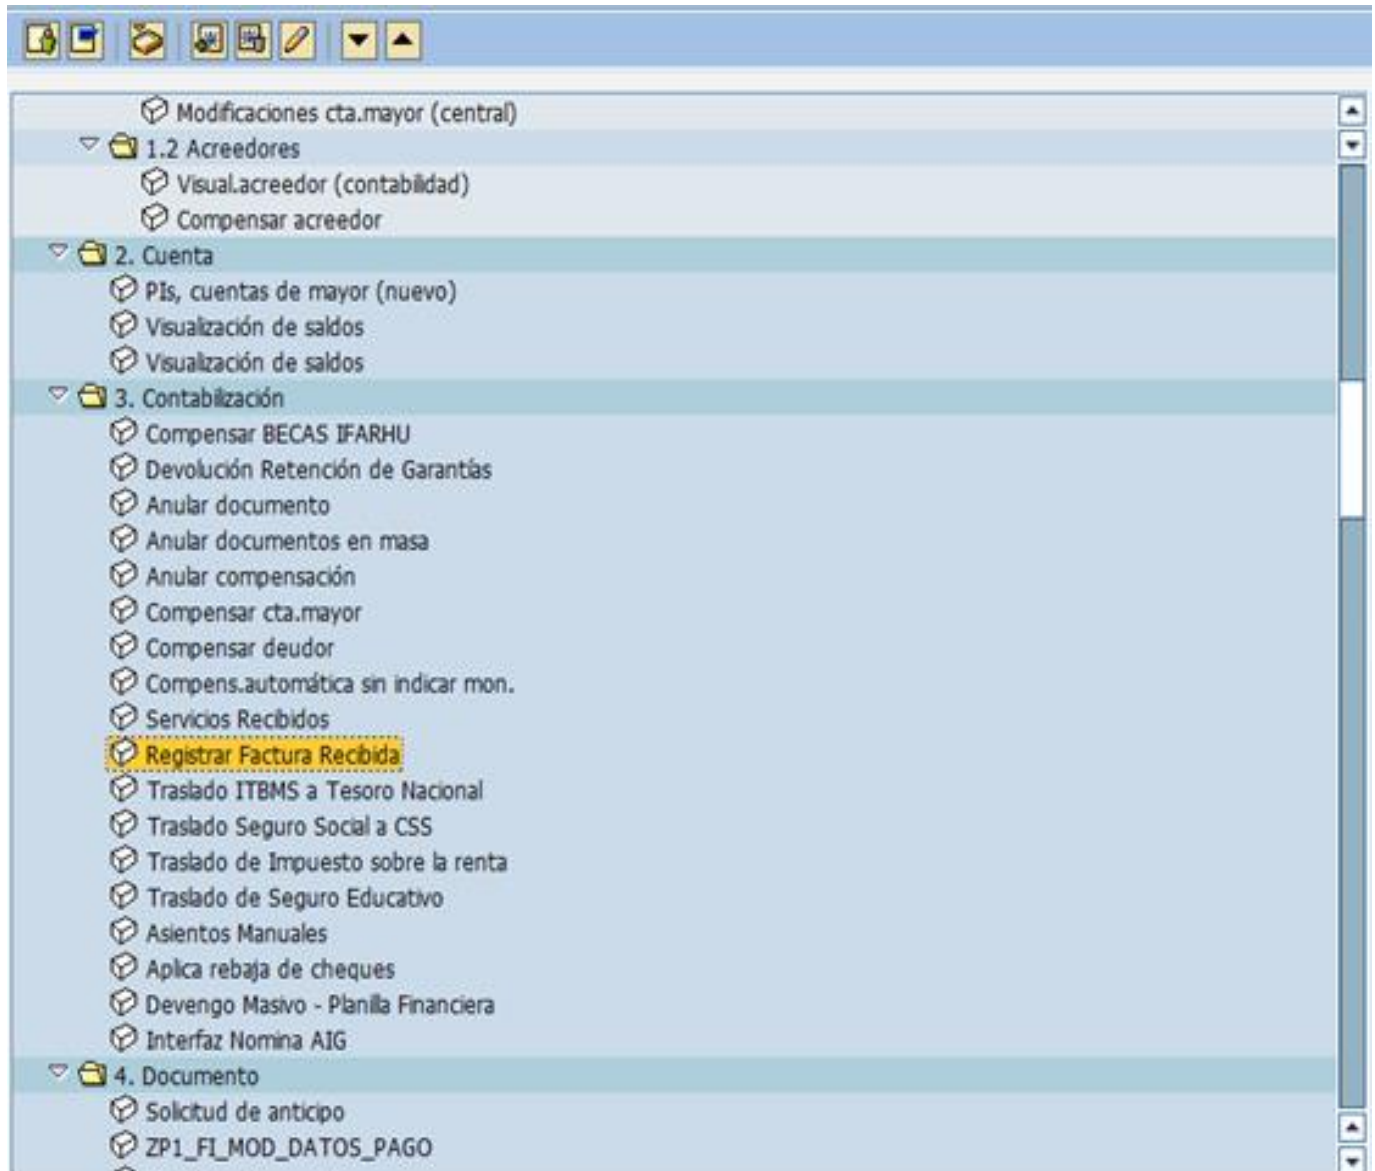 Modificaciones cta.mayor (central)
1.2 Acreedores
Visual.acreedor (contabilidad)
Compensar acreedor
2. Cuenta
PIs, cuentas de mayor (nuevo)
Visualización de saldos
Visualización de saldos
3. Contabilización
Compensar BECAS IFARHU
Devolución Retención de Garantías
Anular documento
Anular documentos en masa
Anular compensación
Compensar cta.mayor
Compensar deudor
Compens.automática sin indicar mon.
Servicios Recibidos
Registrar Factura Recibida
Traslado ITBMS a Tesoro Nacional
Traslado Seguro Social a CSS
Traslado de Impuesto sobre la renta
Traslado de Seguro Educativo
Asientos Manuales
Aplica rebaja de cheques
Devengo Masivo - Planilla Financiera
Interfaz Nomina AIG
4. Documento
Solicitud de anticipo
ZP1_FI_MOD_DATOS_PAGO